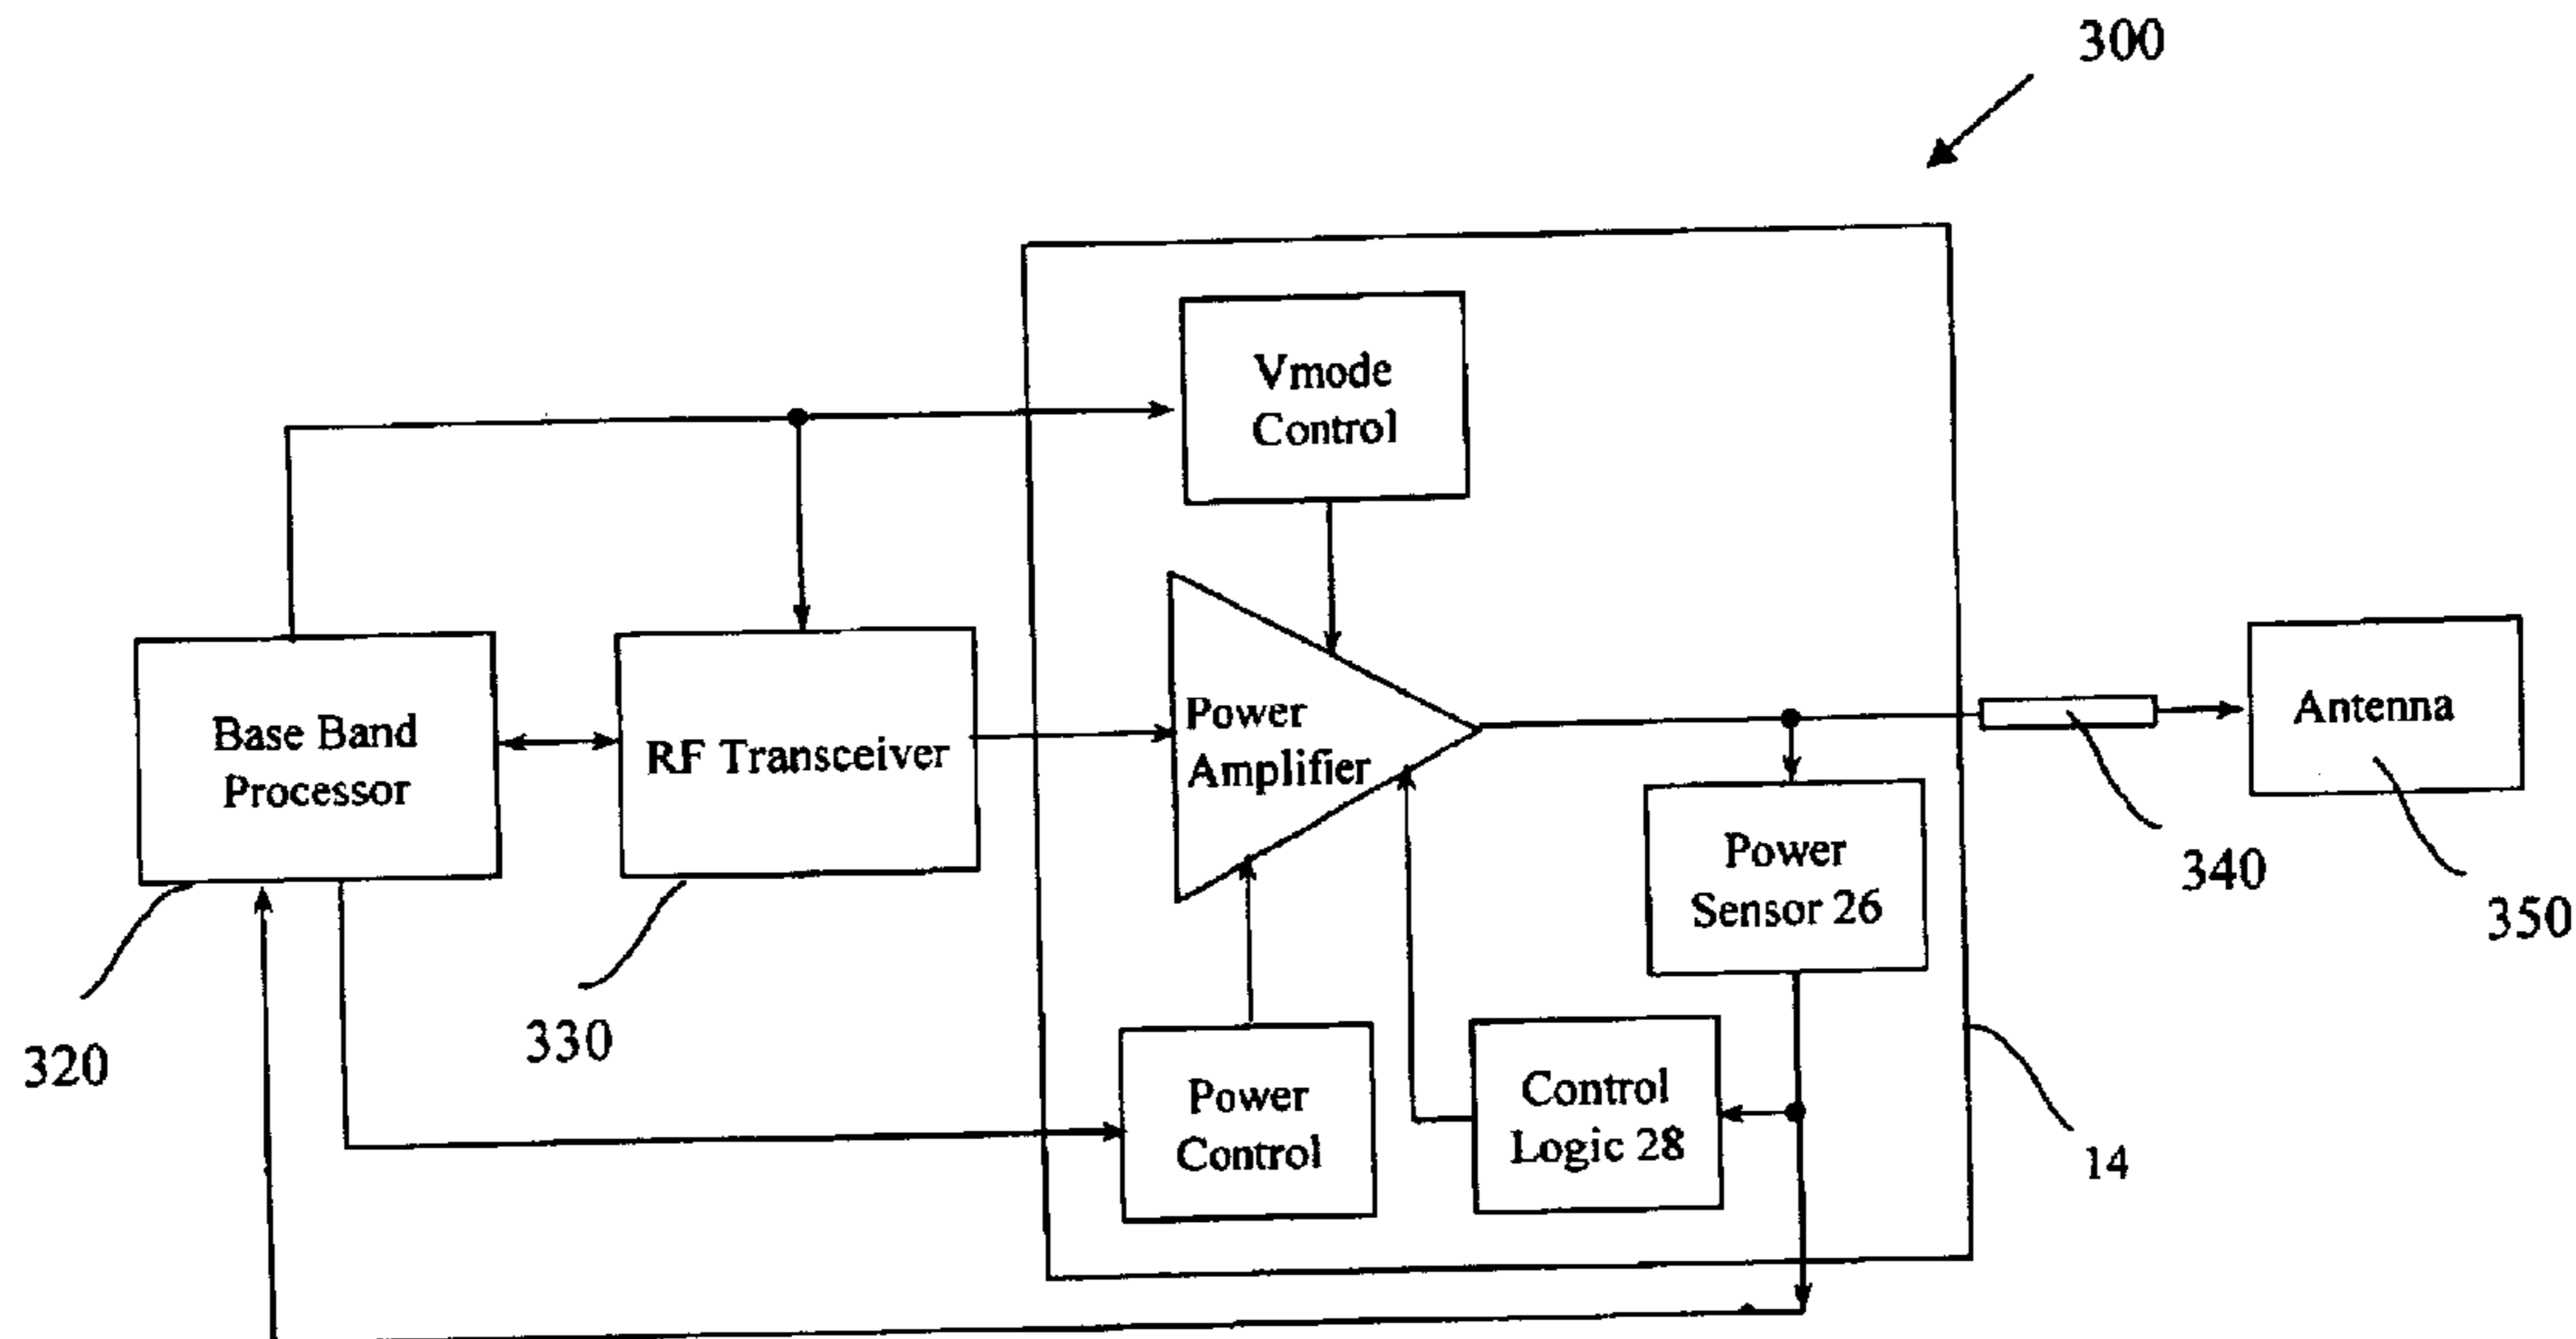 300
Vmode
Control
Base Band
Processor
RF Transceiver
Power
Amplifier
Antenna
Power
Sensor 26
340
350
320
330
Power
Control
Control
Logic 28
14